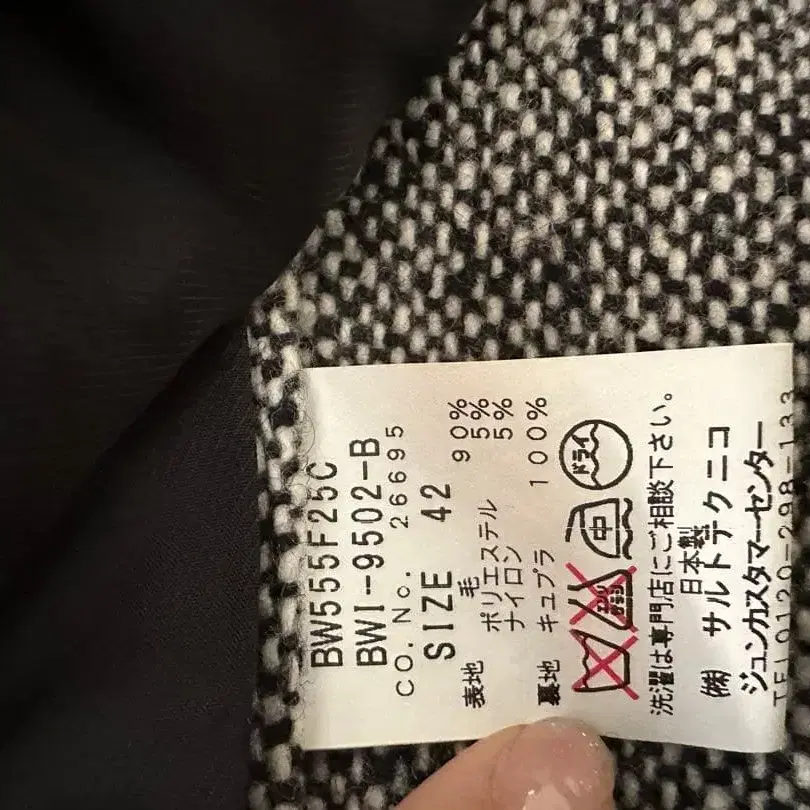 BW555F25C
BWI-9502-B
CO. No. 26695
SIZE 42
表地 毛 90%
ポリエステル 5%
ナイロン 5%
裏地 キュプラ 100%
中 ドライ
洗濯は専門店にご相談下さい。
日本製
(株) サルトテクニコ
ジュンカスタマーセンター
TEL0120-298-133